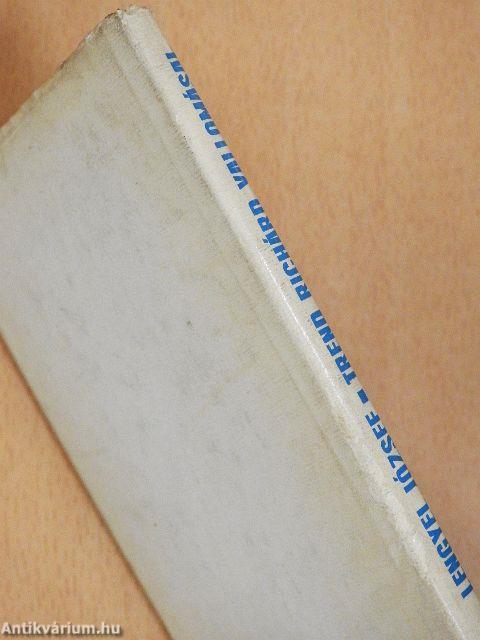 LENGYEL JÓZSEF - TREND RICHÁRD VALLOMÁSAI
Antikvárium.hu